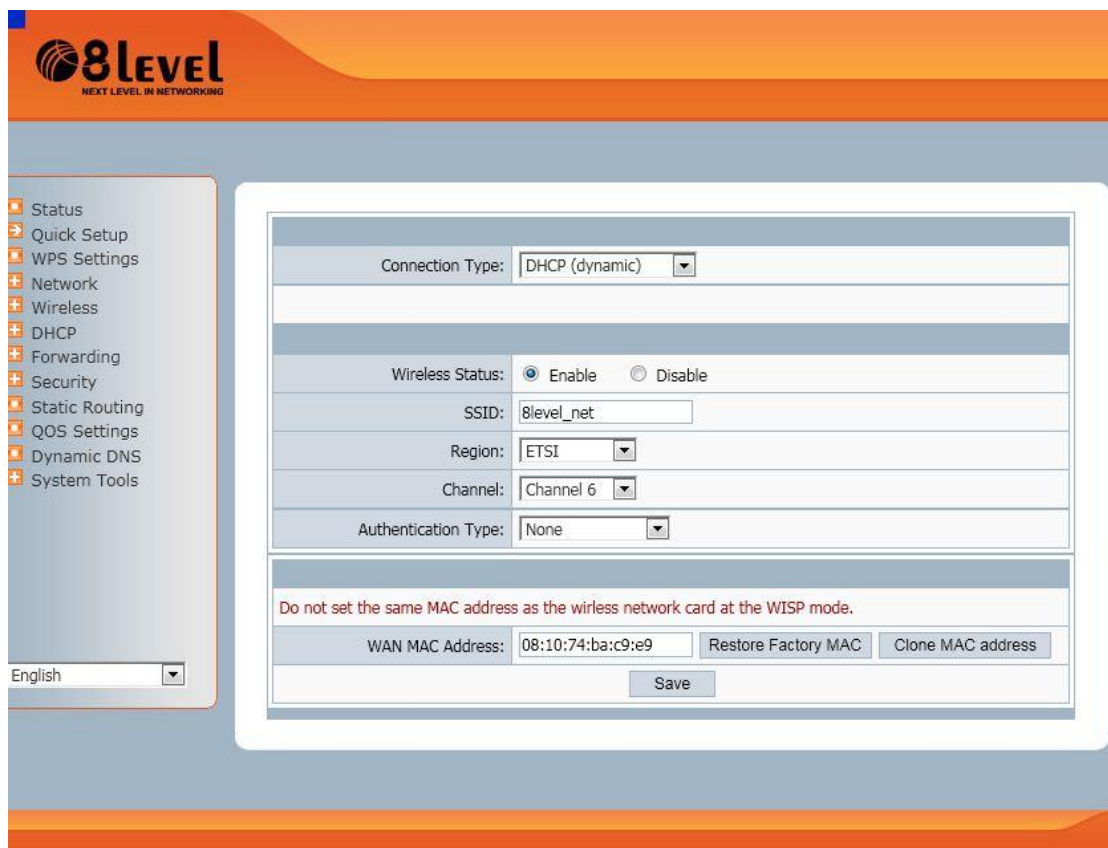 8level
NEXT LEVEL IN NETWORKING
Status
Quick Setup
WPS Settings
Network
Wireless
DHCP
Forwarding
Security
Static Routing
QOS Settings
Dynamic DNS
System Tools
English
Connection Type: DHCP (dynamic)
Wireless Status: Enable Disable
SSID: 8level_net
Region: ETSI
Channel: Channel 6
Authentication Type: None
Do not set the same MAC address as the wirless network card at the WISP mode.
WAN MAC Address: 08:10:74:ba:c9:e9 Restore Factory MAC Clone MAC address
Save